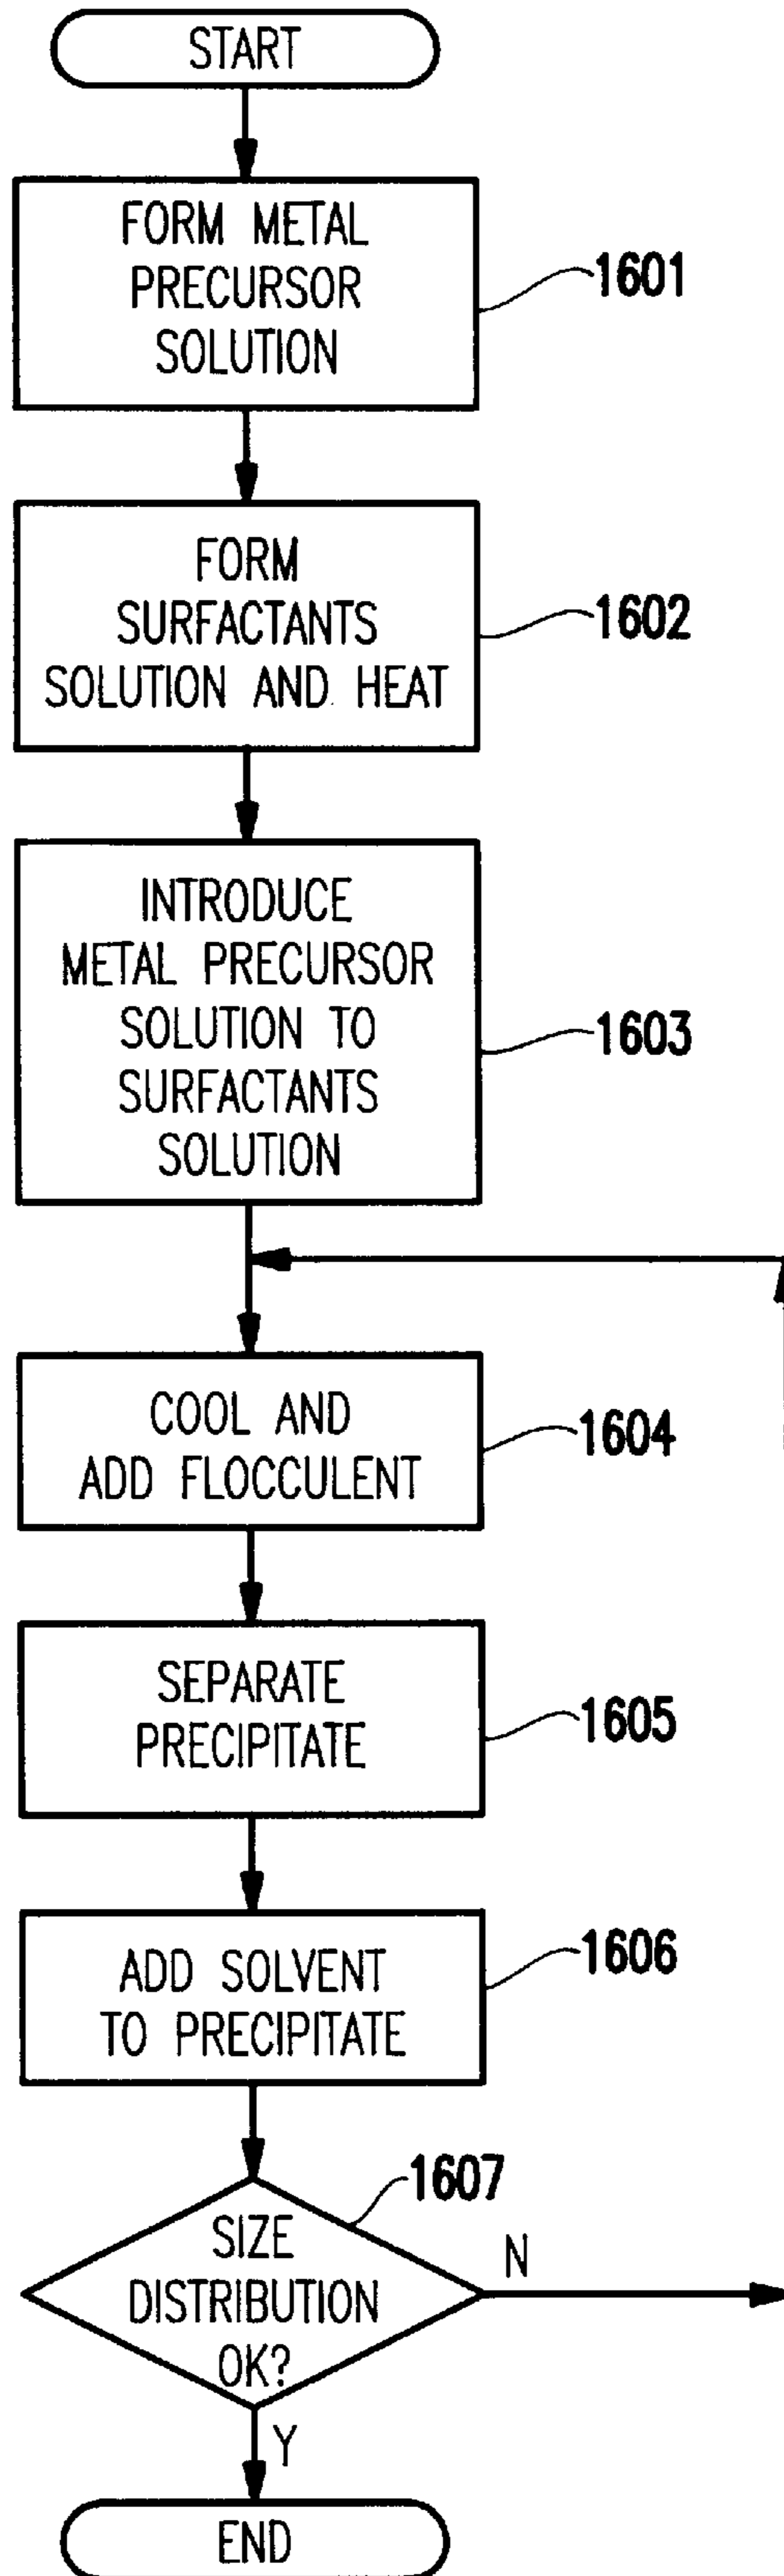 START
FORM METAL
PRECURSOR
SOLUTION
1601
FORM
SURFACTANTS
SOLUTION AND HEAT
1602
INTRODUCE
METAL PRECURSOR
SOLUTION TO
SURFACTANTS
SOLUTION
1603
COOL AND
ADD FLOCCULENT
1604
SEPARATE
PRECIPITATE
1605
ADD SOLVENT
TO PRECIPITATE
1606
1607
SIZE
DISTRIBUTION
OK?
N
Y
END